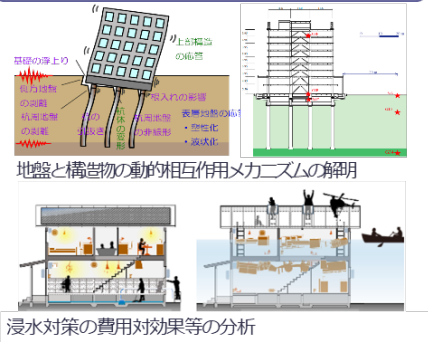 上部構造
の応答
基礎の浮上り
側方地盤
の剥離
根入れの影響
杭周地盤
の剥離
杭体の変形
杭周地盤
の非線形
表層地盤の応答
・塑性化
・液状化
地盤と構造物の動的相互作用メカニズムの解明
浸水対策の費用対効果等の分析